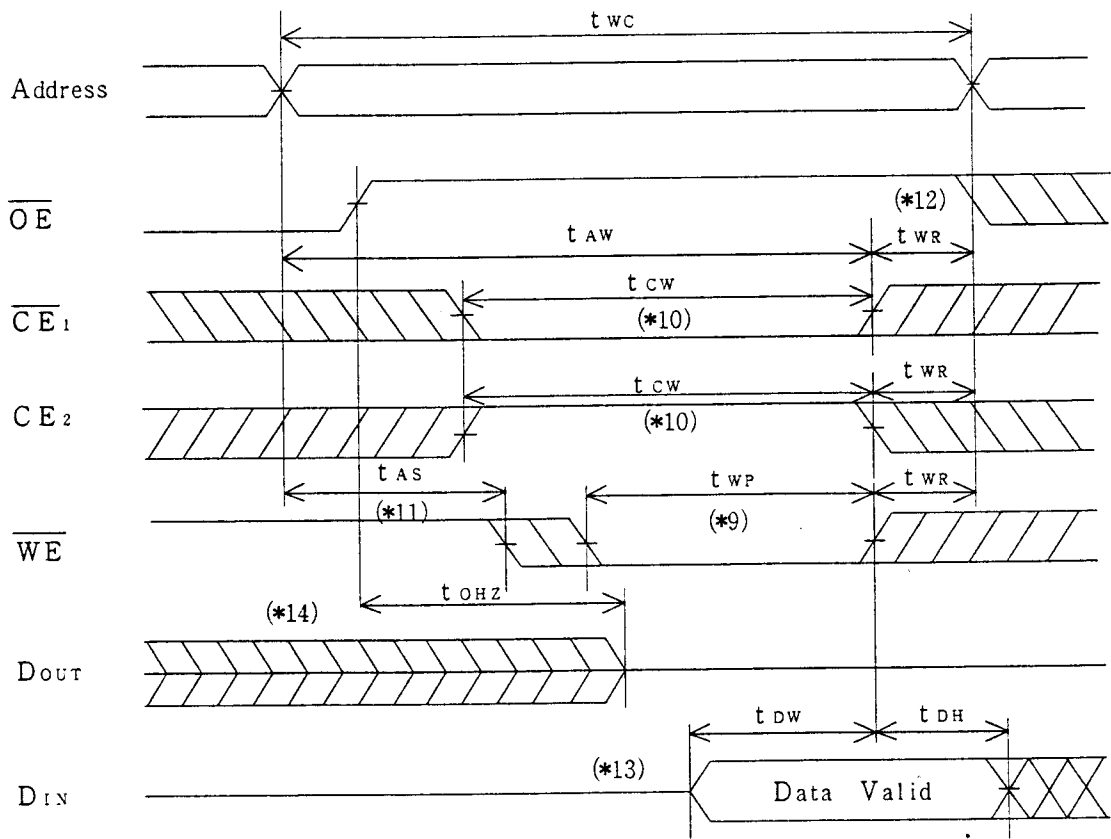 t WC
Address
OE
(*12)
t AW
t WR
t CW
CE1
(*10)
t CW
t WR
CE2
(*10)
t AS
t WP
t WR
(*11)
(*9)
WE
t OHZ
(*14)
DOUT
t DW
t DH
(*13)
DIN
Data Valid